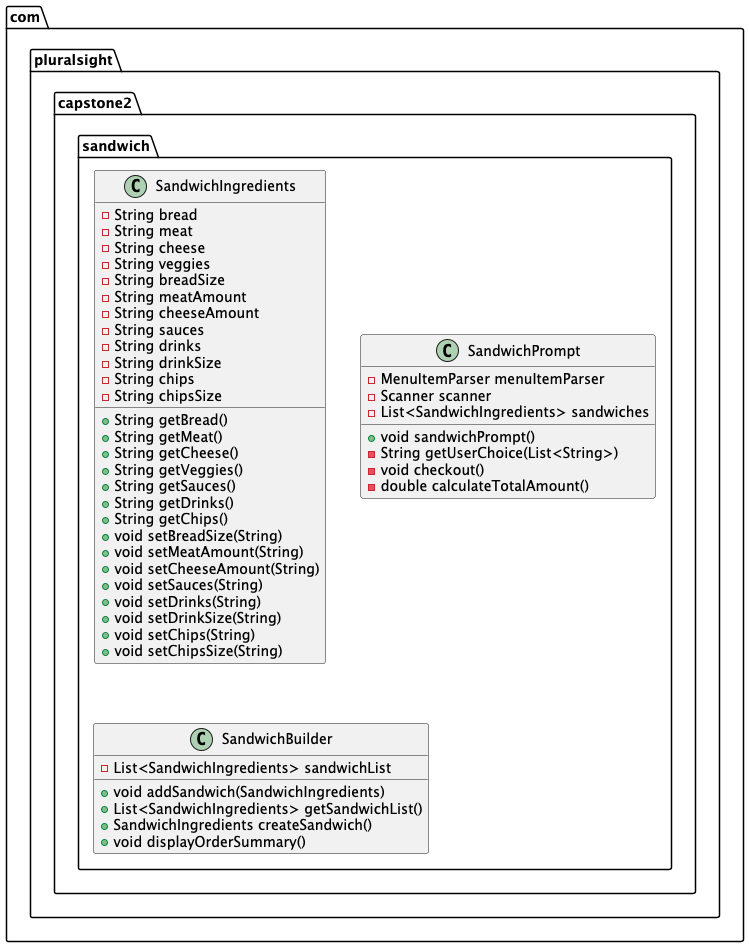 com
pluralsight
capstone2
sandwich
C SandwichIngredients
String bread
String meat
String cheese
String veggies
String breadSize
String meatAmount
String cheeseAmount
String sauces
String drinks
String drinkSize
String chips
String chipsSize
String getBread()
String getMeat()
String getCheese()
String getVeggies()
String getSauces()
String getDrinks()
String getChips()
void setBreadSize(String)
void setMeatAmount(String)
void setCheeseAmount(String)
void setSauces(String)
void setDrinks(String)
void setDrinkSize(String)
void setChips(String)
void setChipsSize(String)
C SandwichPrompt
MenuItemParser menuItemParser
Scanner scanner
List<SandwichIngredients> sandwiches
void sandwichPrompt()
String getUserChoice(List<String>)
void checkout()
double calculateTotalAmount()
C SandwichBuilder
List<SandwichIngredients> sandwichList
void addSandwich(SandwichIngredients)
List<SandwichIngredients> getSandwichList()
SandwichIngredients createSandwich()
void displayOrderSummary()